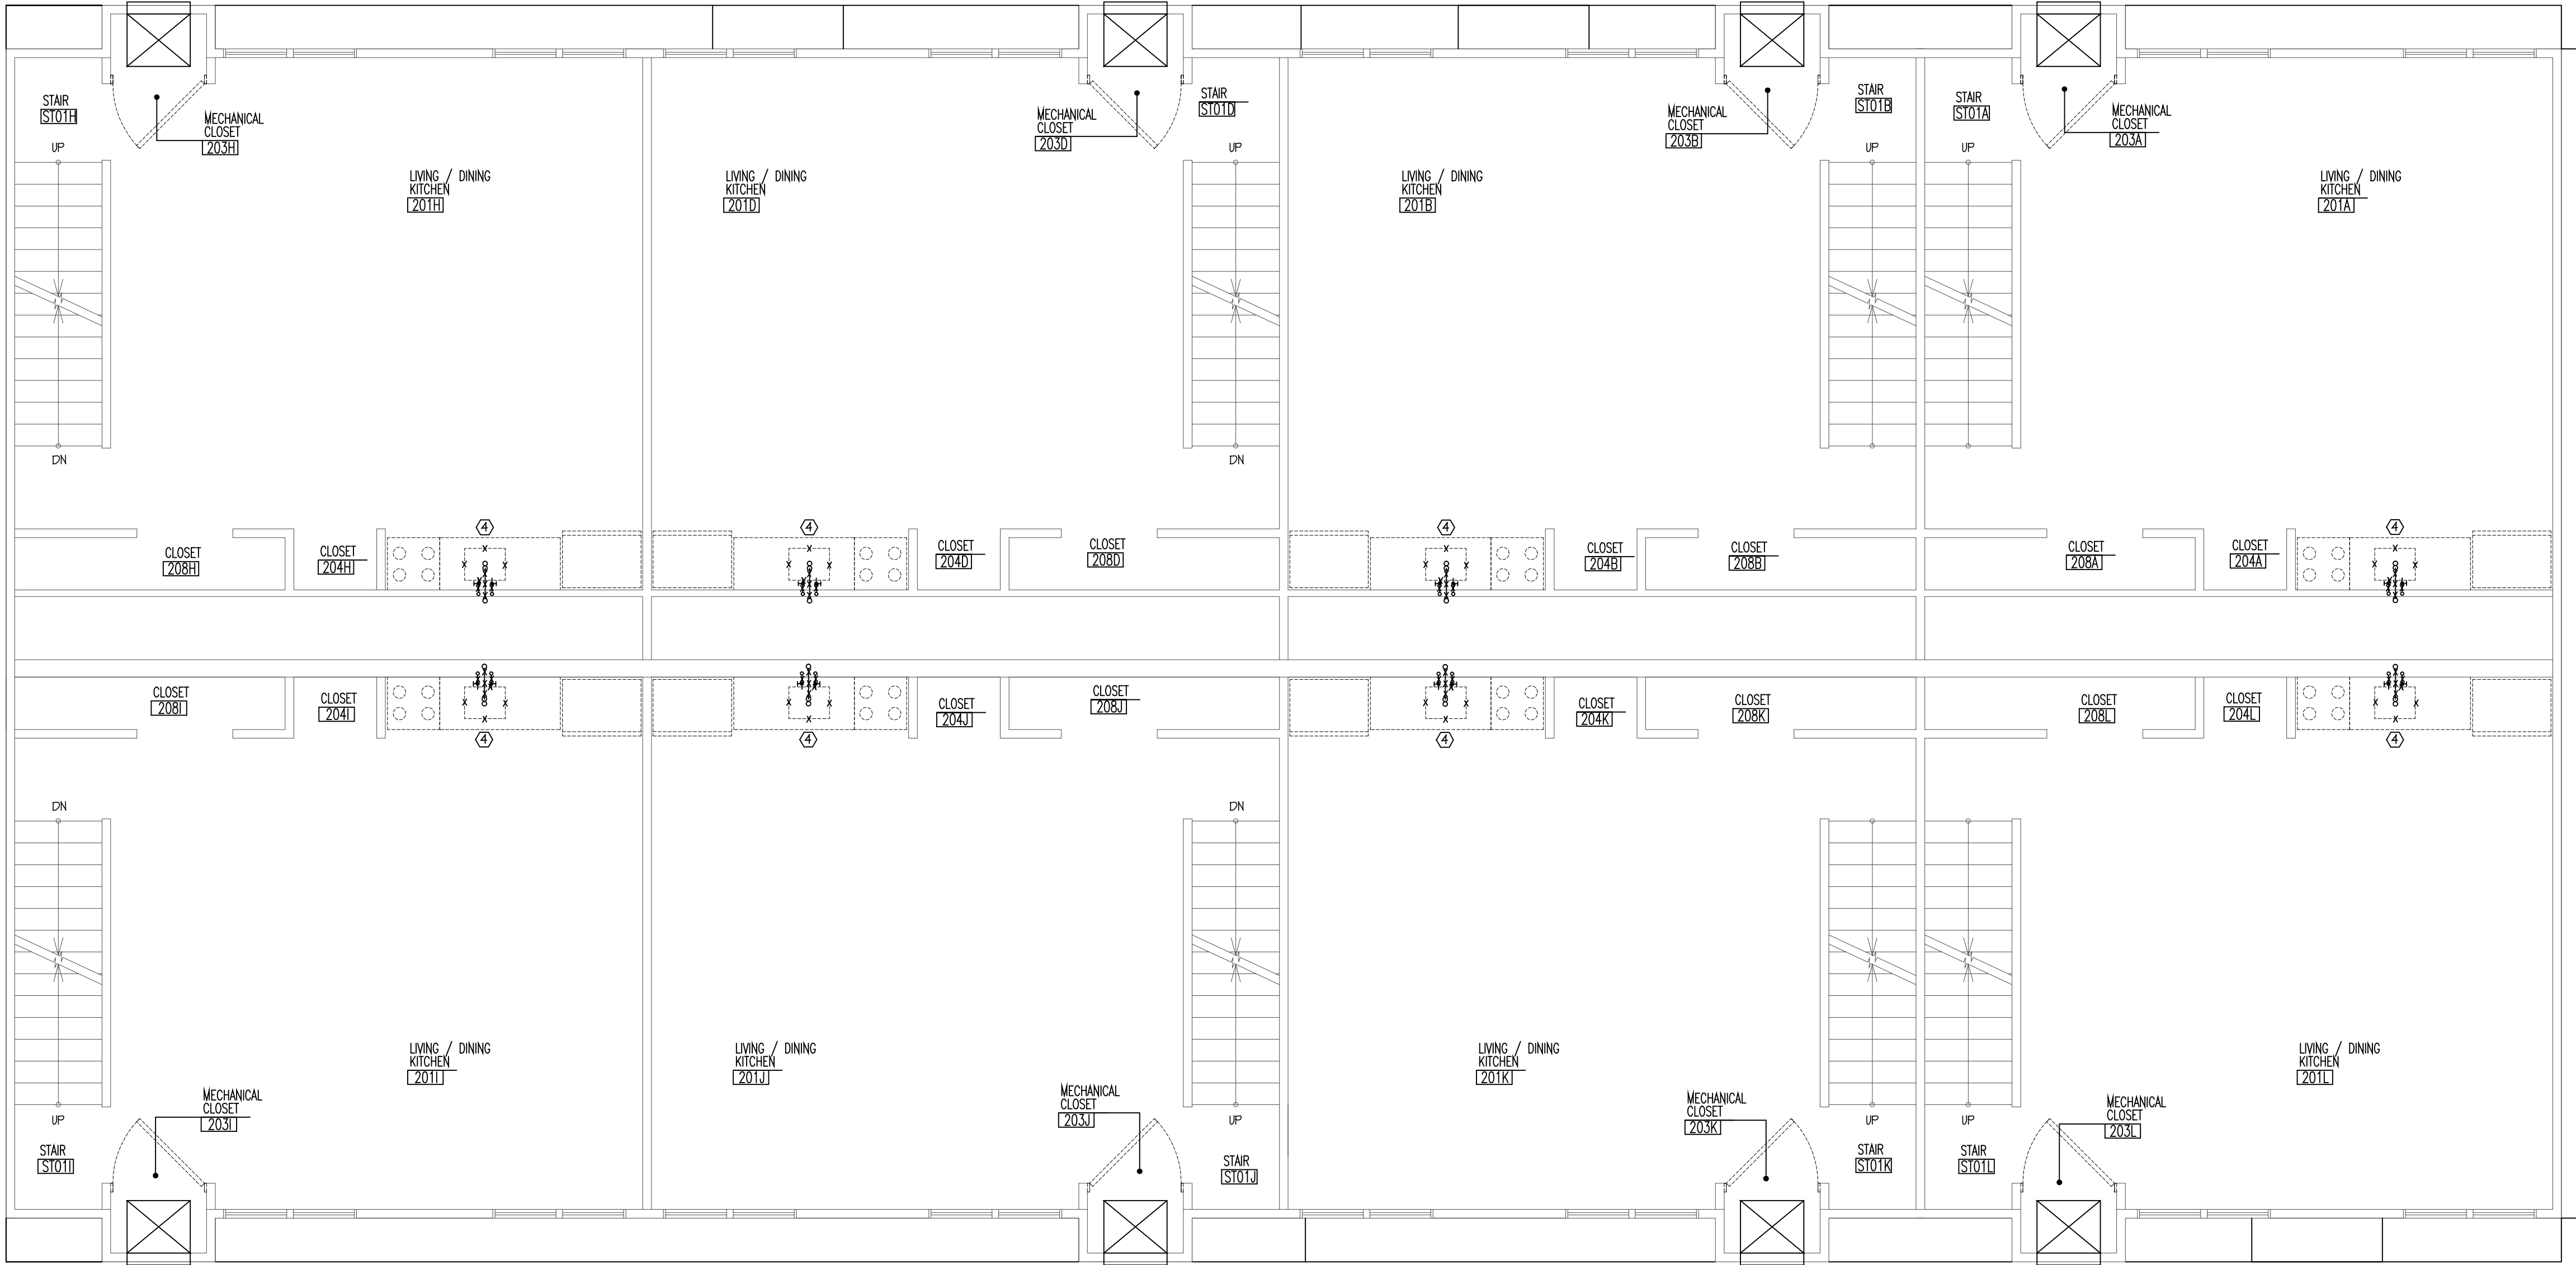 STAIR
ST01H
UP
DN
MECHANICAL
CLOSET
203H
LIVING / DINING
KITCHEN
201H
LIVING / DINING
KITCHEN
201D
MECHANICAL
CLOSET
203D
STAIR
ST01D
UP
DN
LIVING / DINING
KITCHEN
201B
MECHANICAL
CLOSET
203B
STAIR
ST01B
UP
STAIR
ST01A
UP
MECHANICAL
CLOSET
203A
LIVING / DINING
KITCHEN
201A
CLOSET
208H
CLOSET
204H
4
4
CLOSET
204D
CLOSET
208D
4
CLOSET
204B
CLOSET
208B
CLOSET
208A
CLOSET
204A
4
CLOSET
208I
CLOSET
204I
4
4
CLOSET
204J
CLOSET
208J
4
CLOSET
204K
CLOSET
208K
CLOSET
208L
CLOSET
204L
4
DN
UP
STAIR
ST01I
MECHANICAL
CLOSET
203I
LIVING / DINING
KITCHEN
201I
LIVING / DINING
KITCHEN
201J
MECHANICAL
CLOSET
203J
DN
UP
STAIR
ST01J
LIVING / DINING
KITCHEN
201K
MECHANICAL
CLOSET
203K
UP
STAIR
ST01K
UP
STAIR
ST01L
MECHANICAL
CLOSET
203L
LIVING / DINING
KITCHEN
201L